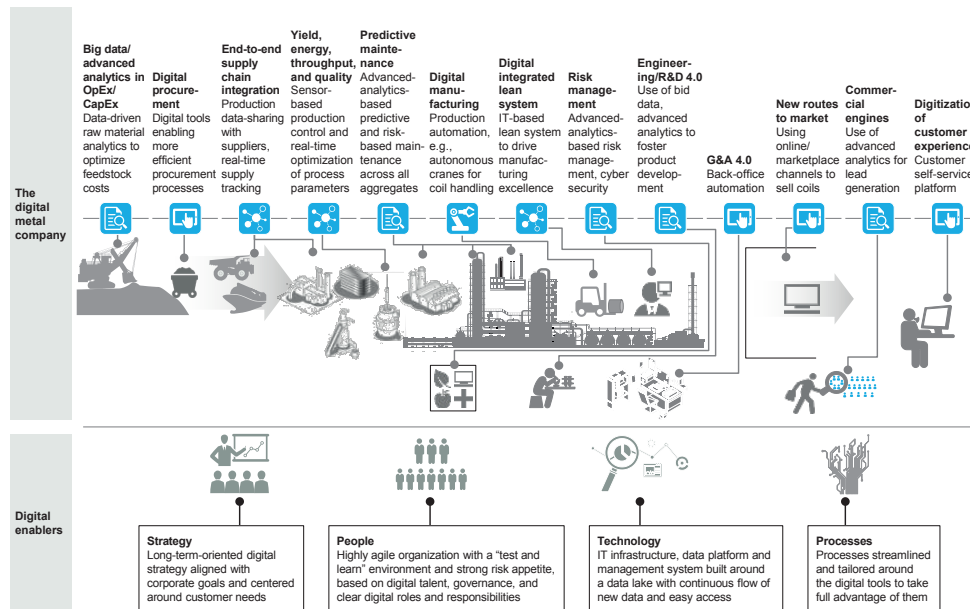 The
digital
metal
company
Big data/
advanced
analytics in
OpEx/
CapEx
Data-driven
raw material
analytics to
optimize
feedstock
costs
Digital
procure-
ment
Digital tools
enabling
more
efficient
procurement
processes
End-to-end
supply
chain
integration
Production
data-sharing
with
suppliers,
real-time
supply
tracking
Yield,
energy,
throughput,
and quality
Sensor-
based
production
control and
real-time
optimization
of process
parameters
Predictive
mainte-
nance
Advanced-
analytics-
based
predictive
and risk-
based main-
tenance
across all
aggregates
Digital
manu-
facturing
Production
automation,
e.g.,
autonomous
cranes for
coil handling
Digital
integrated
lean
system
IT-based
lean system
to drive
manufac-
turing
excellence
Risk
manage-
ment
Advanced-
analytics-
based risk
manage-
ment, cyber
security
Engineer-
ing/R&D 4.0
Use of bid
data,
advanced
analytics to
foster
product
develop-
ment
G&A 4.0
Back-office
automation
New routes
to market
Using
online/
marketplace
channels to
sell coils
Commer-
cial
engines
Use of
advanced
analytics for
lead
generation
Digitization
of
customer
experience
Customer
self-service
platform
Digital
enablers
Strategy
Long-term-oriented digital
strategy aligned with
corporate goals and centered
around customer needs
People
Highly agile organization with a “test and
learn” environment and strong risk appetite,
based on digital talent, governance, and
clear digital roles and responsibilities
Technology
IT infrastructure, data platform and
management system built around
a data lake with continuous flow of
new data and easy access
Processes
Processes streamlined
and tailored around
the digital tools to take
full advantage of them